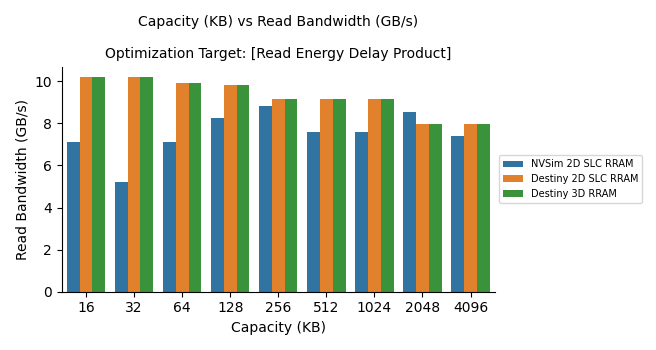 Capacity (KB) vs Read Bandwidth (GB/s)
Optimization Target: [Read Energy Delay Product]
Read Bandwidth (GB/s)
10
8
6
4
2
0
16 32 64 128 256 512 1024 2048 4096
Capacity (KB)
NVSim 2D SLC RRAM
Destiny 2D SLC RRAM
Destiny 3D RRAM